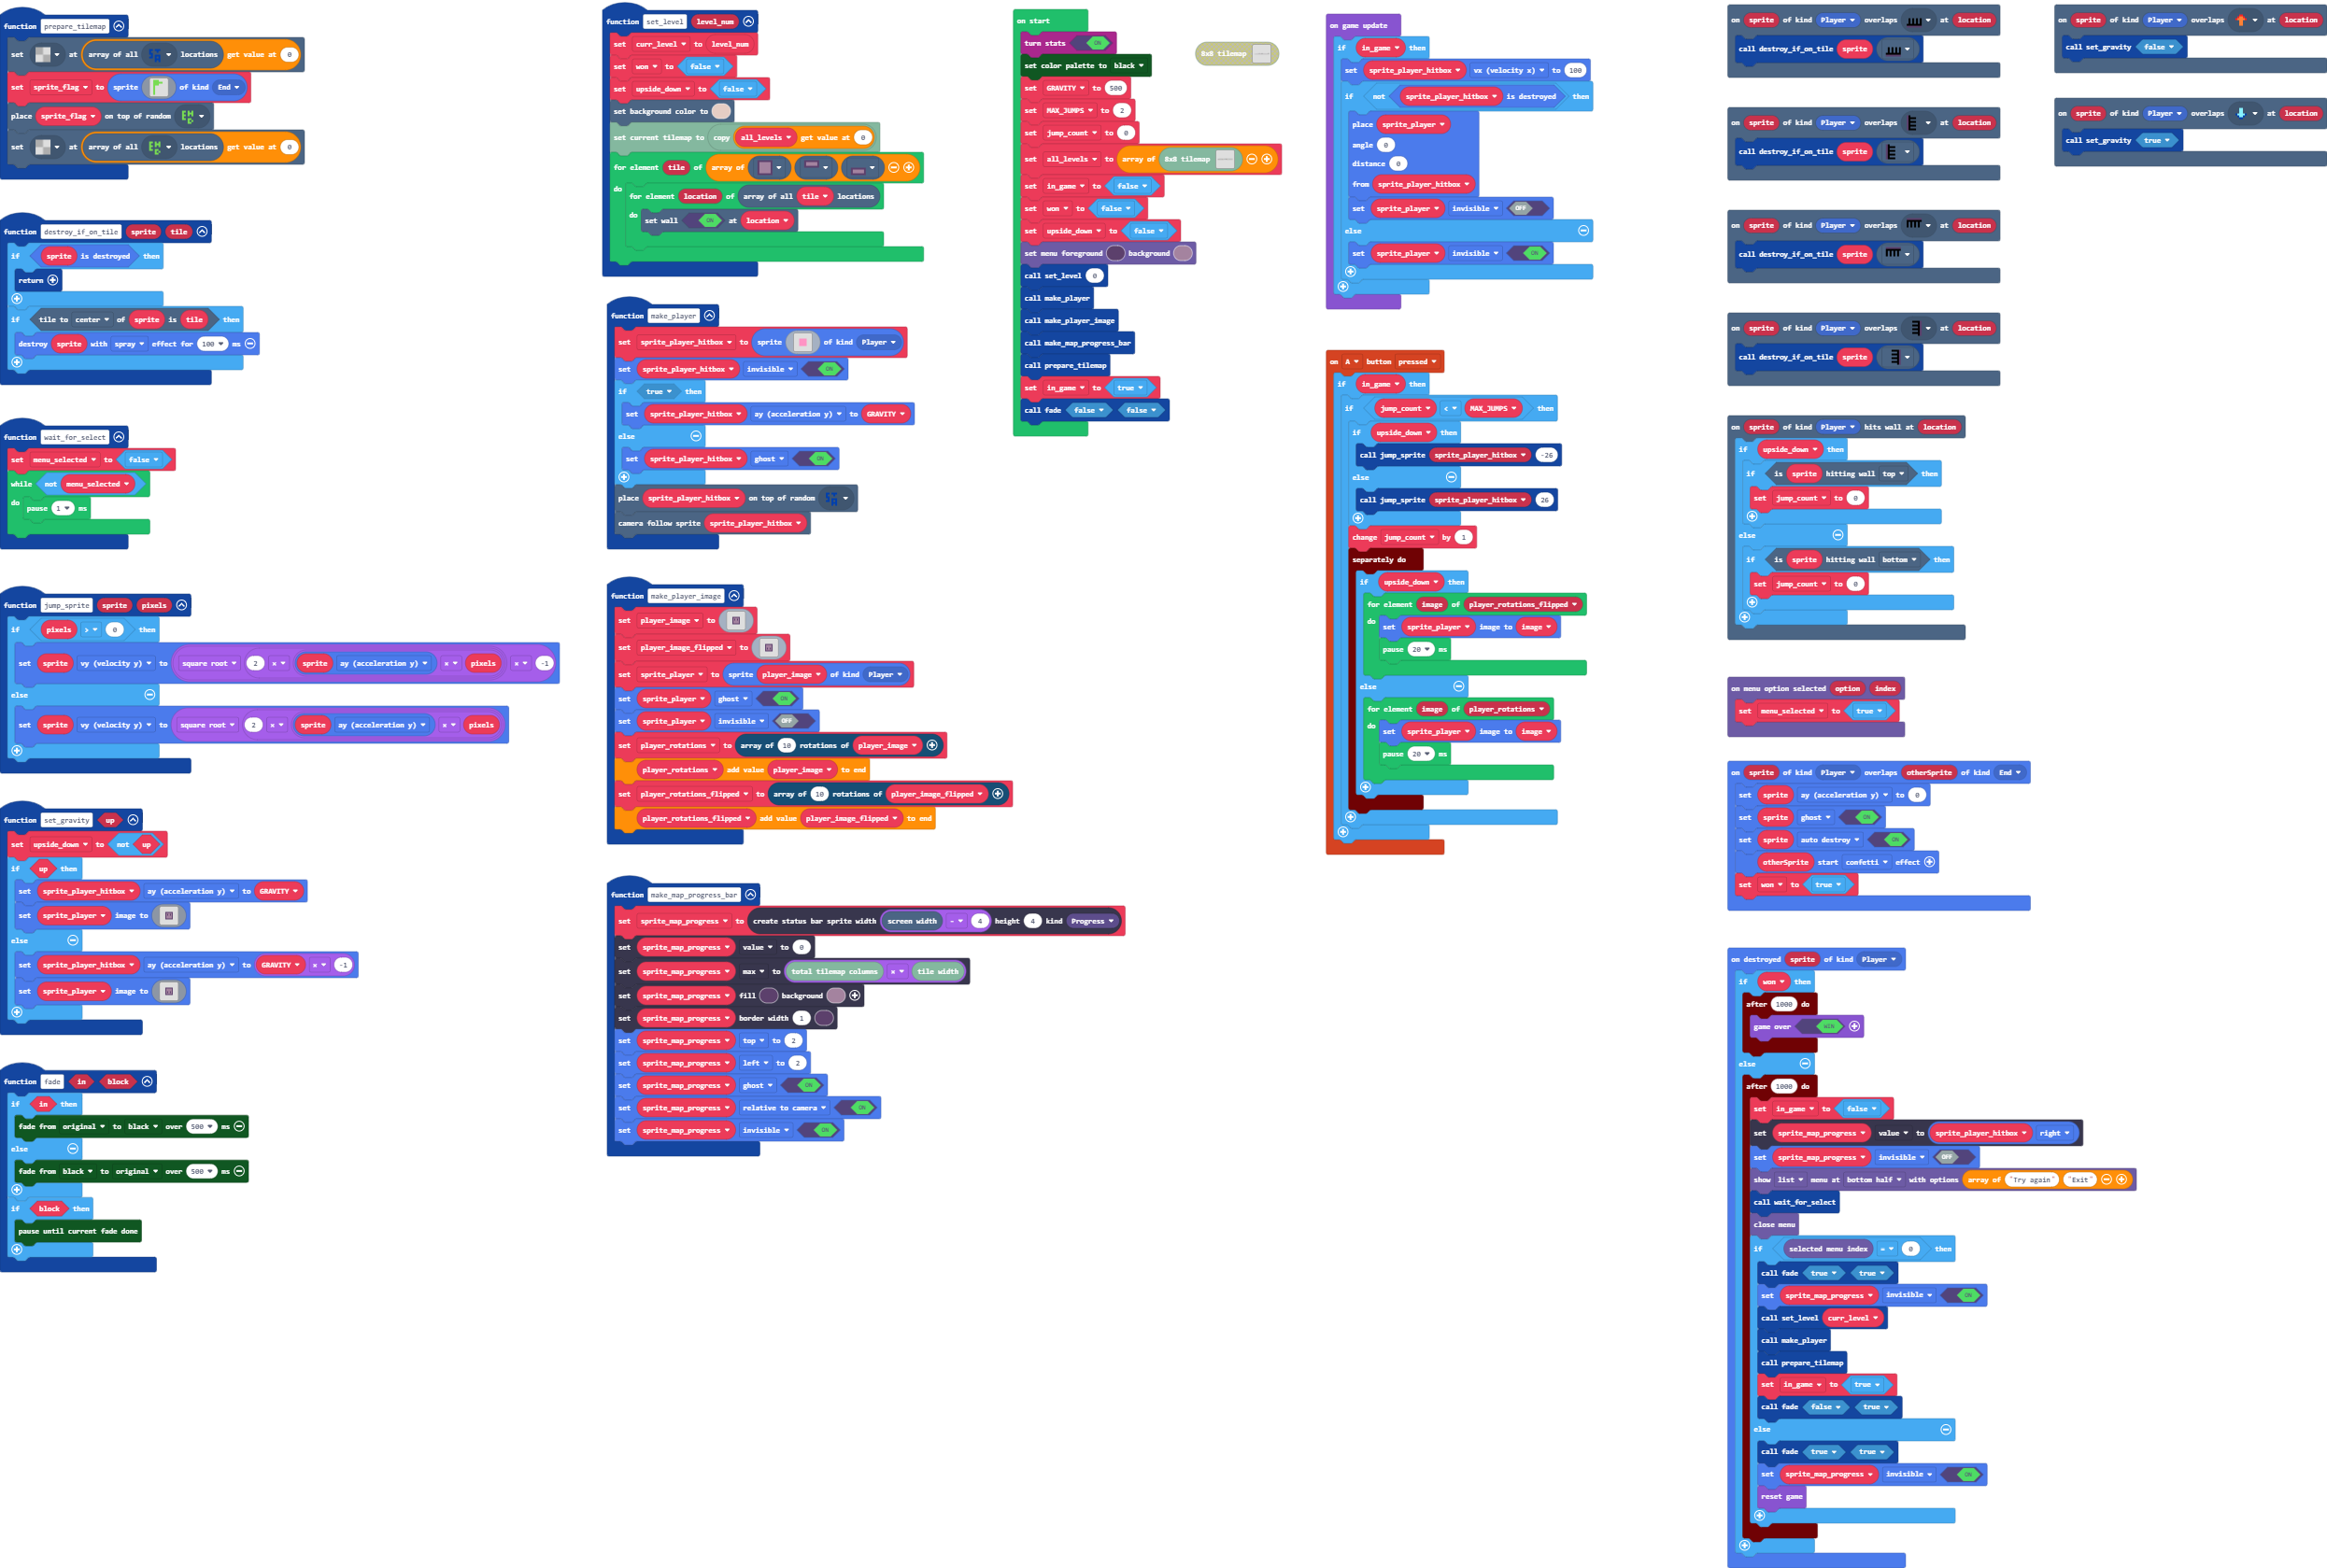 function prepare_tilemap
set at array of all locations get value at 0
set sprite_flag to sprite of kind End
place sprite_flag on top of random
set at array of all locations get value at 0
function destroy_if_on_tile sprite tile
if sprite is destroyed then
return
if tile to center of sprite is tile then
destroy sprite with spray effect for 100 ms
function wait_for_select
set menu_selected to false
while not menu_selected
do
pause 1 ms
function jump_sprite sprite pixels
if pixels > 0 then
set sprite vy (velocity y) to square root 2 × sprite ay (acceleration y) × pixels × -1
else
set sprite vy (velocity y) to square root 2 × sprite ay (acceleration y) × pixels
function set_gravity up
set upside_down to not up
if up then
set sprite_player_hitbox ay (acceleration y) to GRAVITY
set sprite_player image to
else
set sprite_player_hitbox ay (acceleration y) to GRAVITY × -1
set sprite_player image to
function fade in block
if in then
fade from original to black over 500 ms
else
fade from black to original over 500 ms
if block then
pause until current fade done
function set_level level_num
set curr_level to level_num
set won to false
set upside_down to false
set background color to
set current tilemap to copy all_levels get value at 0
for element tile of array of
do
for element location of array of all tile locations
do
set wall ON at location
function make_player
set sprite_player_hitbox to sprite of kind Player
set sprite_player_hitbox invisible ON
if true then
set sprite_player_hitbox ay (acceleration y) to GRAVITY
else
set sprite_player_hitbox ghost ON
place sprite_player_hitbox on top of random
camera follow sprite sprite_player_hitbox
function make_player_image
set player_image to
set player_image_flipped to
set sprite_player to sprite player_image of kind Player
set sprite_player ghost ON
set sprite_player invisible OFF
set player_rotations to array of 10 rotations of player_image
player_rotations add value player_image to end
set player_rotations_flipped to array of 10 rotations of player_image_flipped
player_rotations_flipped add value player_image_flipped to end
function make_map_progress_bar
set sprite_map_progress to create status bar sprite width screen width - 4 height 4 kind Progress
set sprite_map_progress value to 0
set sprite_map_progress max to total tilemap columns × tile width
set sprite_map_progress fill background
set sprite_map_progress border width 1
set sprite_map_progress top to 2
set sprite_map_progress left to 2
set sprite_map_progress ghost ON
set sprite_map_progress relative to camera ON
set sprite_map_progress invisible ON
on start
turn stats ON
set color palette to black
set GRAVITY to 500
set MAX_JUMPS to 2
set jump_count to 0
set all_levels to array of 8x8 tilemap
set in_game to false
set won to false
set upside_down to false
set menu foreground background
call set_level 0
call make_player
call make_player_image
call make_map_progress_bar
call prepare_tilemap
set in_game to true
call fade false false
8x8 tilemap
on game update
if in_game then
set sprite_player_hitbox vx (velocity x) to 100
if not sprite_player_hitbox is destroyed then
place sprite_player
angle 0
distance 0
from sprite_player_hitbox
set sprite_player invisible OFF
else
set sprite_player invisible ON
on A button pressed
if in_game then
if jump_count < MAX_JUMPS then
if upside_down then
call jump_sprite sprite_player_hitbox -26
else
call jump_sprite sprite_player_hitbox 26
change jump_count by 1
separately do
if upside_down then
for element image of player_rotations_flipped
do
set sprite_player image to image
pause 20 ms
else
for element image of player_rotations
do
set sprite_player image to image
pause 20 ms
on sprite of kind Player overlaps at location
call destroy_if_on_tile sprite
on sprite of kind Player overlaps at location
call destroy_if_on_tile sprite
on sprite of kind Player overlaps at location
call destroy_if_on_tile sprite
on sprite of kind Player overlaps at location
call destroy_if_on_tile sprite
on sprite of kind Player hits wall at location
if upside_down then
if is sprite hitting wall top then
set jump_count to 0
else
if is sprite hitting wall bottom then
set jump_count to 0
on menu option selected option index
set menu_selected to true
on sprite of kind Player overlaps otherSprite of kind End
set sprite ay (acceleration y) to 0
set sprite ghost ON
set sprite auto destroy ON
otherSprite start confetti effect
set won to true
on destroyed sprite of kind Player
if won then
after 1000 do
game over WIN
else
after 1000 do
set in_game to false
set sprite_map_progress value to sprite_player_hitbox right
set sprite_map_progress invisible OFF
show list menu at bottom half with options array of "Try again" "Exit"
call wait_for_select
close menu
if selected menu index = 0 then
call fade true true
set sprite_map_progress invisible ON
call set_level curr_level
call make_player
call prepare_tilemap
set in_game to true
call fade false true
else
call fade true true
set sprite_map_progress invisible ON
reset game
on sprite of kind Player overlaps at location
call set_gravity false
on sprite of kind Player overlaps at location
call set_gravity true